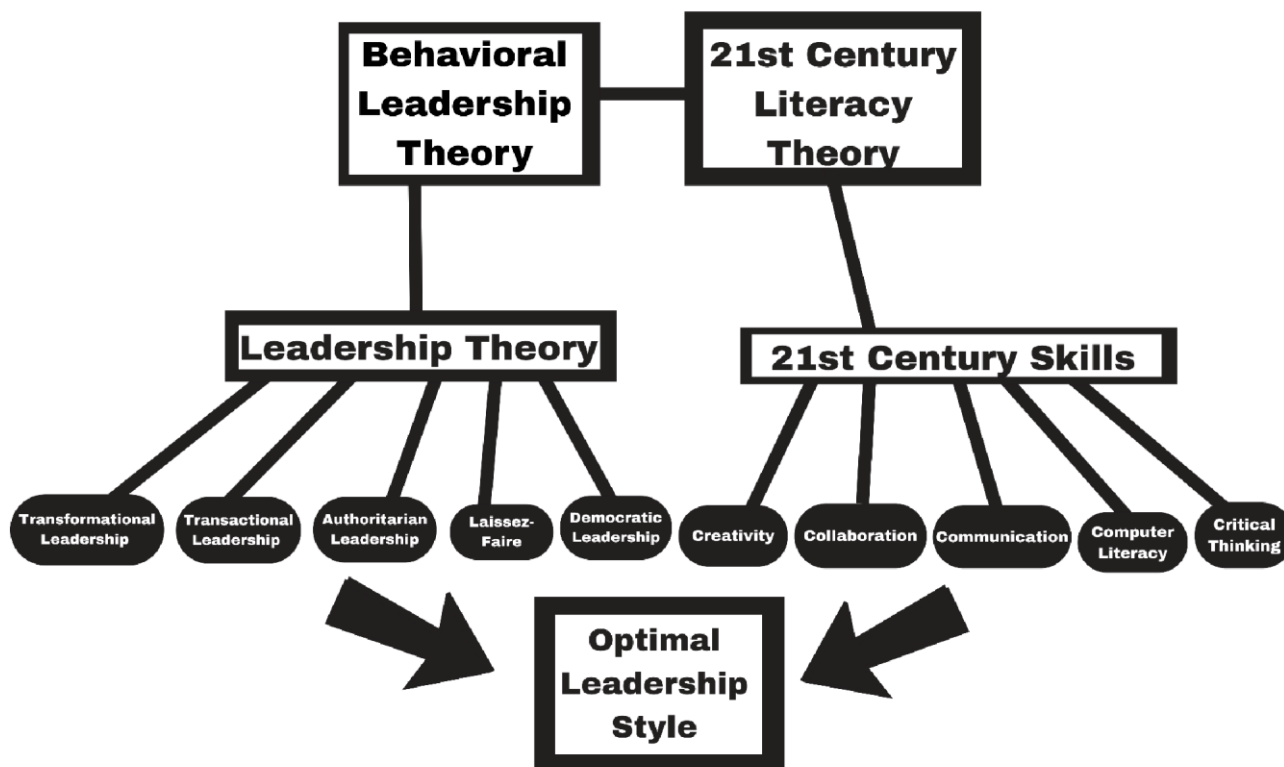 Behavioral
Leadership
Theory
21st Century
Literacy
Theory
Leadership Theory
21st Century Skills
Transformational
Leadership
Transactional
Leadership
Authoritarian
Leadership
Laissez-
Faire
Democratic
Leadership
Creativity
Collaboration
Communication
Computer
Literacy
Critical
Thinking
Optimal
Leadership
Style